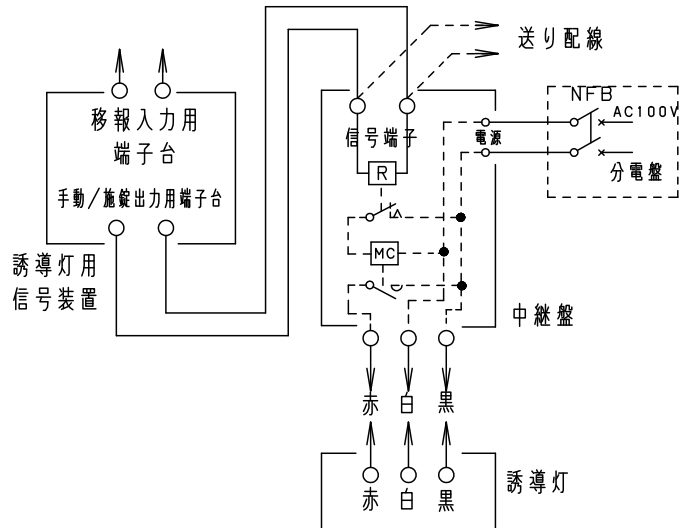 送り配線
NFB
AC100V
分電盤
移報入力用
端子台
手動/施錠出力用端子台
誘導灯用
信号装置
信号端子
電源
R
MC
中継盤
赤 白 黒
誘導灯
赤 白 黒